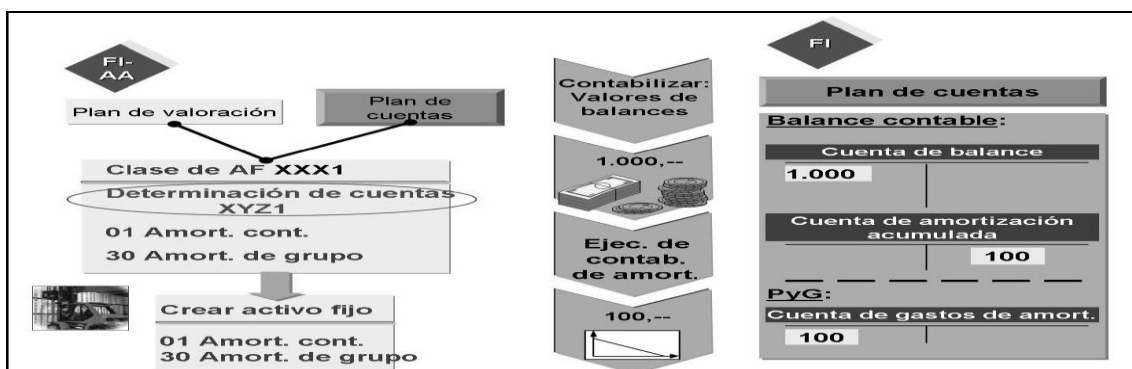 FI-
AA
Plan de valoración
Plan de
cuentas
Clase de AF XXX1
Determinación de cuentas
XYZ1
01 Amort. cont.
30 Amort. de grupo
Crear activo fijo
01 Amort. cont.
30 Amort. de grupo
Contabilizar:
Valores de
balances
1.000,--
Ejec. de
contab.
de amort.
100,--
FI
Plan de cuentas
Balance contable:
Cuenta de balance
1.000
Cuenta de amortización
acumulada
100
PyG:
Cuenta de gastos de amort.
100